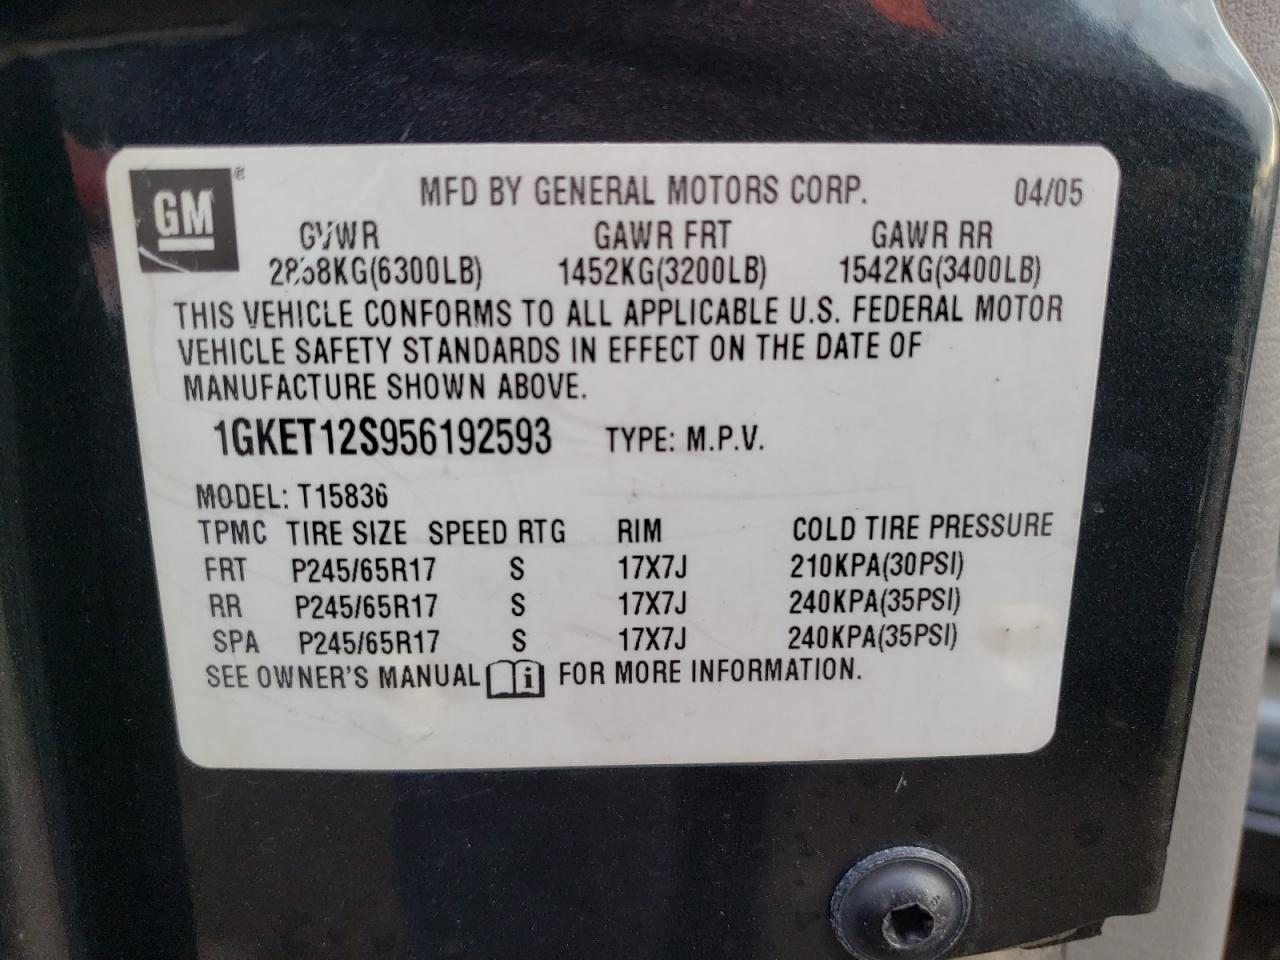 GM ®
MFD BY GENERAL MOTORS CORP. 04/05
GVWR GAWR FRT GAWR RR
2858KG(6300LB) 1452KG(3200LB) 1542KG(3400LB)
THIS VEHICLE CONFORMS TO ALL APPLICABLE U.S. FEDERAL MOTOR
VEHICLE SAFETY STANDARDS IN EFFECT ON THE DATE OF
MANUFACTURE SHOWN ABOVE.
1GKET12S956192593 TYPE: M.P.V.
MODEL: T15836
TPMC TIRE SIZE SPEED RTG RIM COLD TIRE PRESSURE
FRT P245/65R17 S 17X7J 210KPA(30PSI)
RR P245/65R17 S 17X7J 240KPA(35PSI)
SPA P245/65R17 S 17X7J 240KPA(35PSI)
SEE OWNER'S MANUAL i FOR MORE INFORMATION.